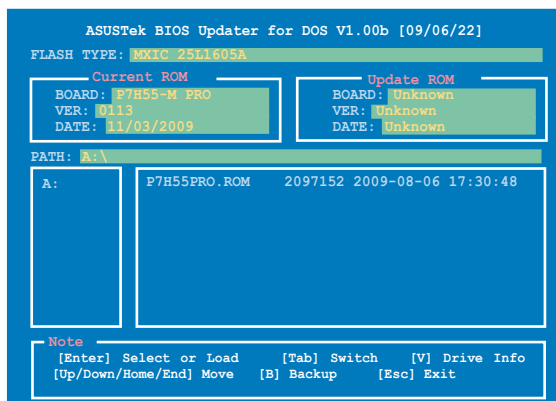 ASUSTek BIOS Updater for DOS V1.00b [09/06/22]
FLASH TYPE: MXIC 25L1605A
Current ROM
BOARD: P7H55-M PRO
VER: 0113
DATE: 11/03/2009
Update ROM
BOARD: Unknown
VER: Unknown
DATE: Unknown
PATH: A:\
A:
P7H55PRO.ROM 2097152 2009-08-06 17:30:48
Note
[Enter] Select or Load [Tab] Switch [V] Drive Info
[Up/Down/Home/End] Move [B] Backup [Esc] Exit